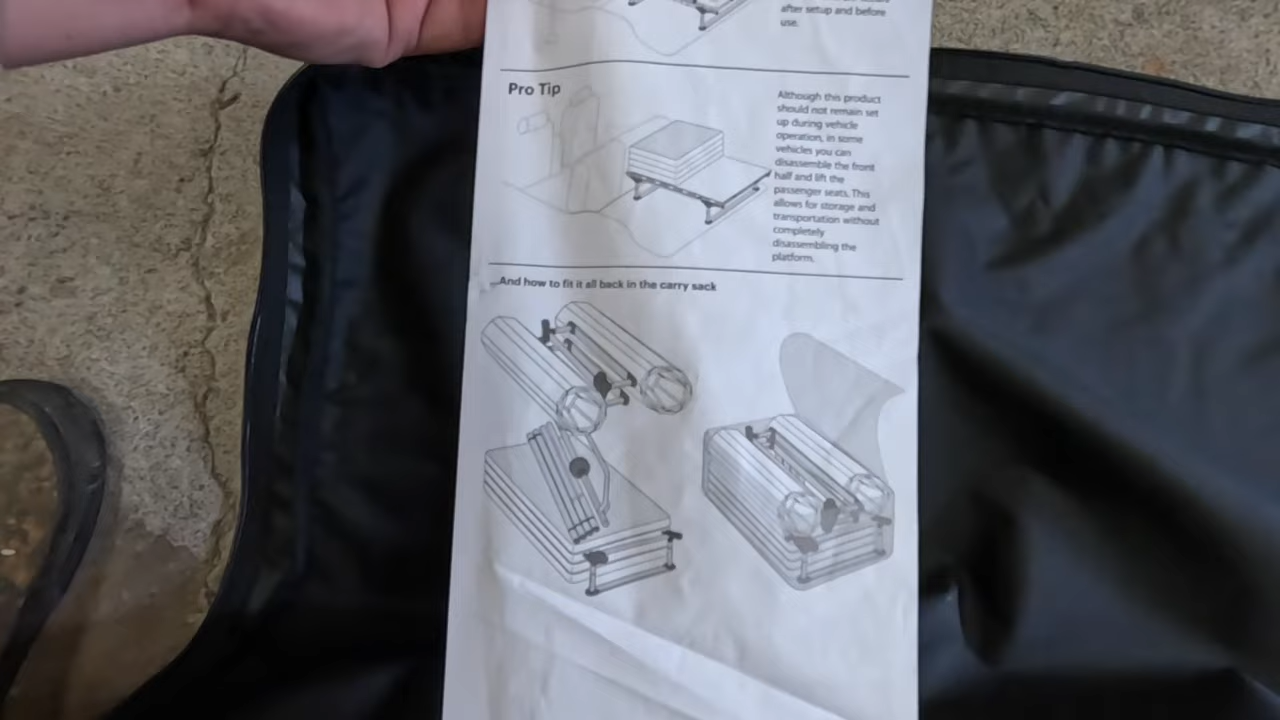 after setup and before
use.
Pro Tip
Although this product
should not remain set
up during vehicle
operation, in some
vehicles you can
disassemble the front
half and lift the
passenger seats. This
allows for storage and
transportation without
completely
disassembling the
platform.
...And how to fit it all back in the carry sack